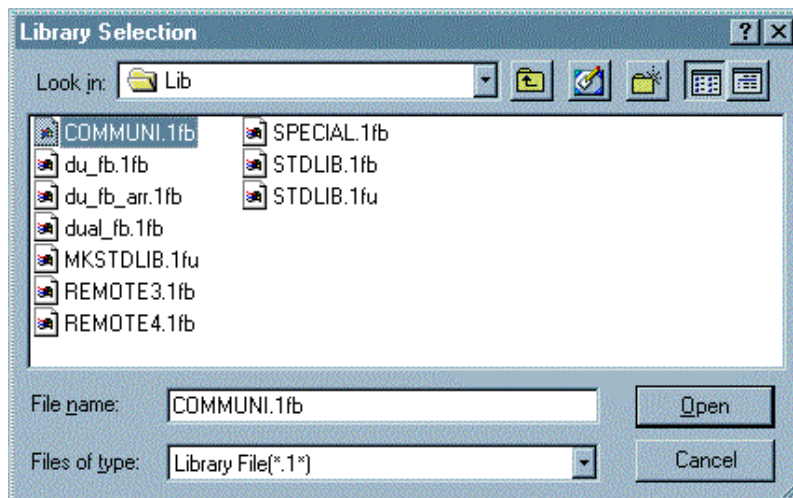 Library Selection
Look in: Lib
COMMUNI.1fb
du_fb.1fb
du_fb_arr.1fb
dual_fb.1fb
MKSTDLIB.1fu
REMOTE3.1fb
REMOTE4.1fb
SPECIAL.1fb
STDLIB.1fb
STDLIB.1fu
File name: COMMUNI.1fb
Open
Files of type: Library File(*.1*)
Cancel